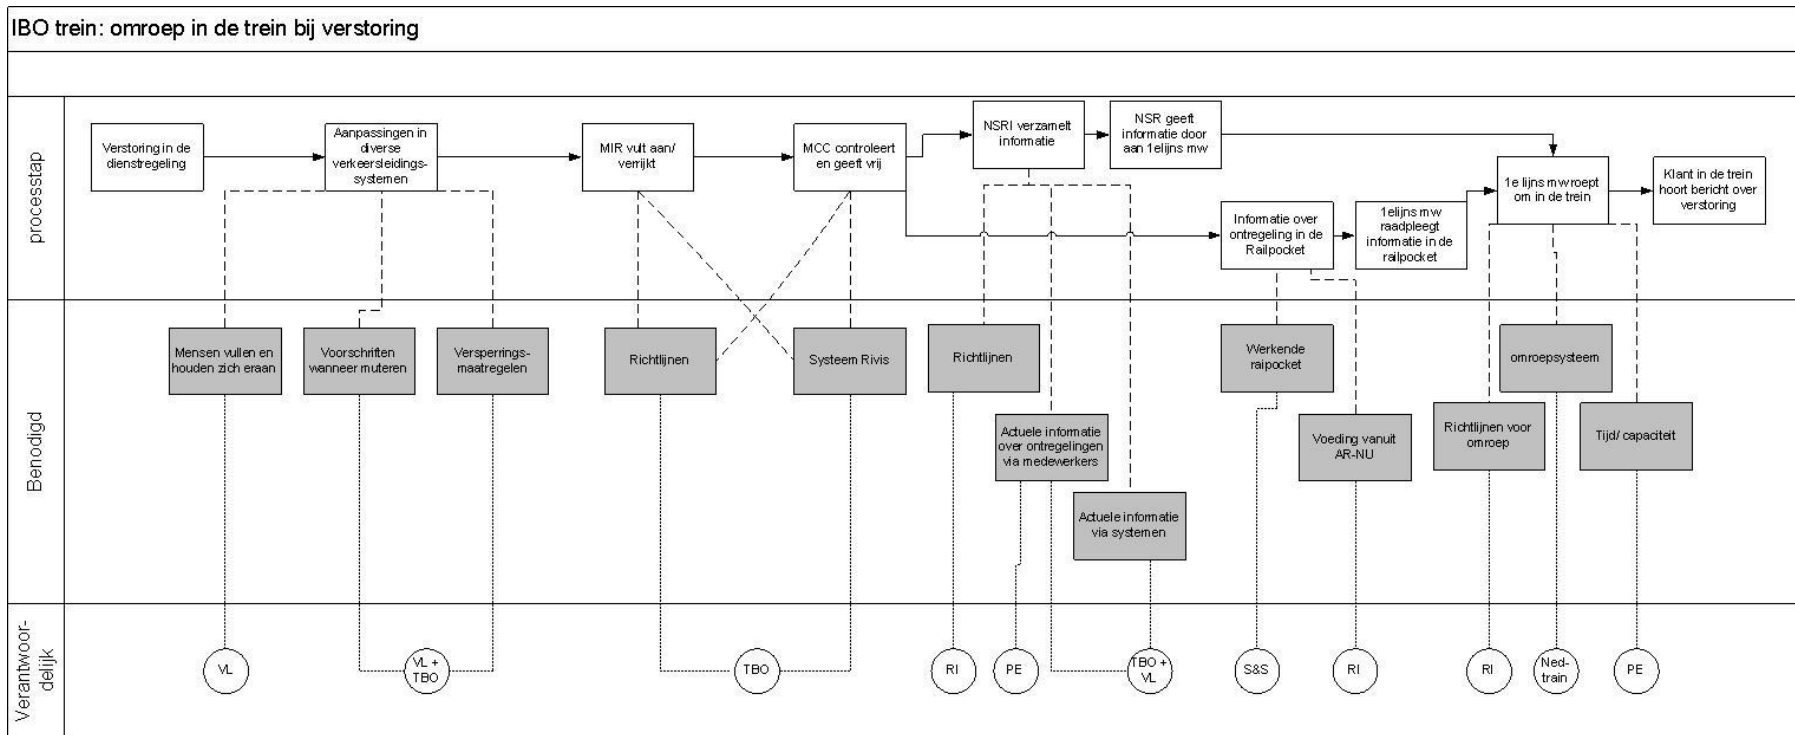 IBO trein: omroep in de trein bij verstoring
processtap
Verstoring in de
dienstregeling
Aanpassingen in
diverse
verkeersleidings-
systemen
MIR vult aan/
verrijkt
MCC controleert
en geeft vrij
NSRI verzamelt
informatie
NSR geeft
informatie door
aan 1elijns mw
Informatie over
ontregeling in de
Railpocket
1elijns mw
raadpleegt
informatie in de
railpocket
1e lijns mw roept
om in de trein
Klant in de trein
hoort bericht over
verstoring
Benodigd
Mensen vullen en
houden zich eraan
Voorschriften
wanneer muteren
Versperrings-
maatregelen
Richtlijnen
Systeem Rivis
Richtlijnen
Actuele informatie
over ontregelingen
via medewerkers
Actuele informatie
via systemen
Werkende
raipocket
Voeding vanuit
AR-NU
Richtlijnen voor
omroep
omroepsysteem
Tijd/ capaciteit
Verantwoor-
delijk
VL
VL +
TBO
TBO
RI
PE
TBO +
VL
S&S
RI
RI
Ned-
train
PE